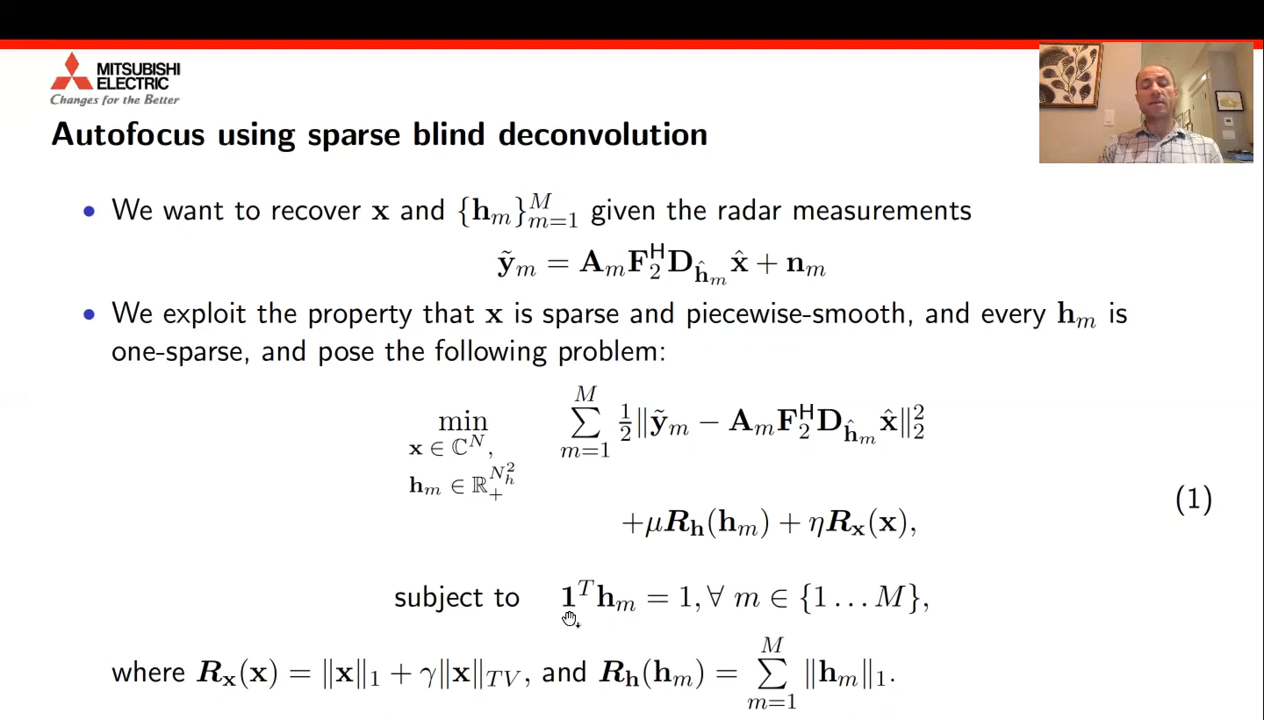 MITSUBISHI
ELECTRIC
Changes for the Better
Autofocus using sparse blind deconvolution
• We want to recover x and {h_m}_{m=1}^M given the radar measurements
ỹ_m = A_m F_2^H D_{ĥ_m} x̂ + n_m
• We exploit the property that x is sparse and piecewise-smooth, and every h_m is
one-sparse, and pose the following problem:
min_{x ∈ ℂ^N, h_m ∈ ℝ_+^{N_h^2}} ∑_{m=1}^M ½‖ỹ_m − A_m F_2^H D_{ĥ_m} x̂‖_2^2
+μR_h(h_m) + ηR_x(x),
(1)
subject to 1^T h_m = 1, ∀ m ∈ {1 … M},
where R_x(x) = ‖x‖_1 + γ‖x‖_{TV}, and R_h(h_m) = ∑_{m=1}^M ‖h_m‖_1.